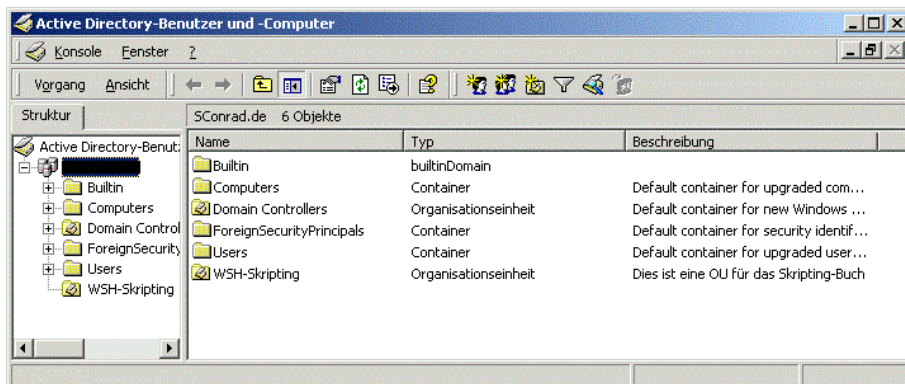 Active Directory-Benutzer und -Computer
Konsole Fenster ?
Vorgang Ansicht
Struktur
SConrad.de 6 Objekte
Active Directory-Benut
Builtin
Computers
Domain Control
ForeignSecurity
Users
WSH-Skripting
Name Typ Beschreibung
Builtin builtinDomain
Computers Container Default container for upgraded com...
Domain Controllers Organisationseinheit Default container for new Windows ...
ForeignSecurityPrincipals Container Default container for security identif...
Users Container Default container for upgraded user...
WSH-Skripting Organisationseinheit Dies ist eine OU für das Skripting-Buch